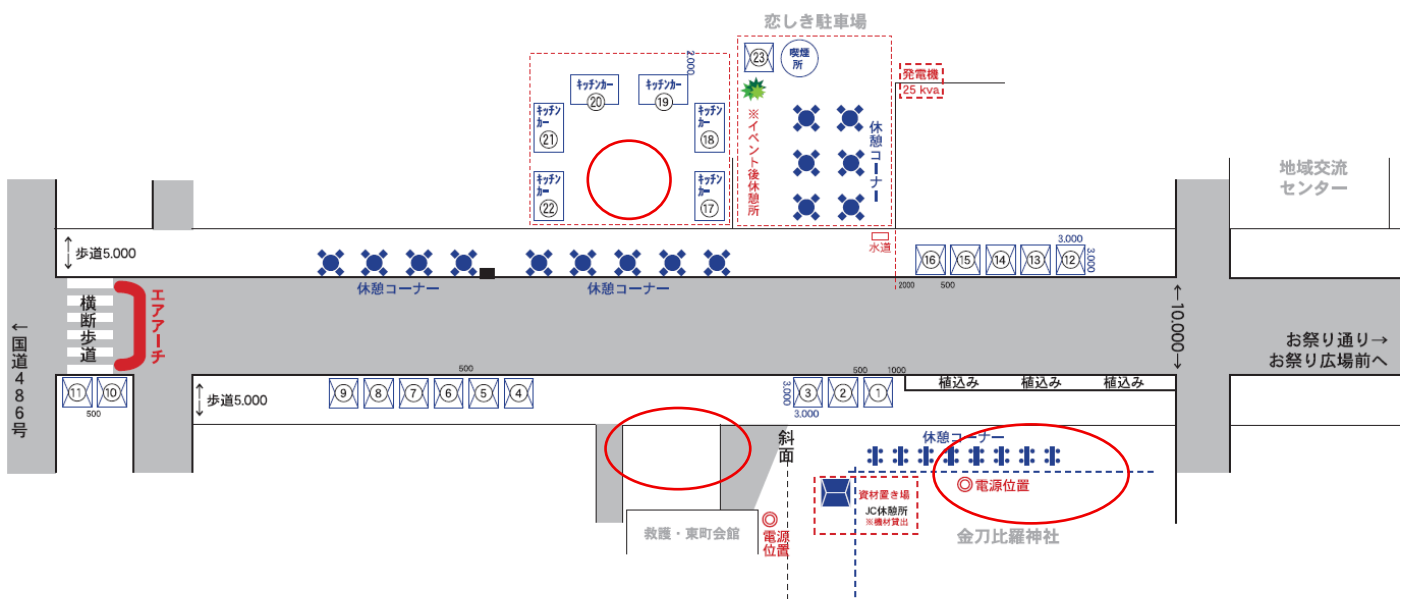 恋しき駐車場
㉓
喫煙
所
発電機
25 kva
2,000
キッチンカー
⑳
キッチンカー
⑲
キッチン
カー
㉑
キッチン
カー
⑱
キッチン
カー
㉒
キッチン
カー
⑰
※イベント後休憩所
休憩コーナー
地域交流
センター
歩道5.000
水道
⑯
⑮
⑭
⑬
⑫
3,000
3,000
休憩コーナー
休憩コーナー
2000
500
←国道486号
横断歩道
エアアーチ
←10.000→
お祭り通り→
お祭り広場前へ
⑪
⑩
500
歩道5.000
500
⑨
⑧
⑦
⑥
⑤
④
500
1000
3,000
③
②
①
3,000
植込み
植込み
植込み
斜面
休憩コーナー
◎電源位置
資材置き場
JC休憩所
※機材貸出
救護・東町会館
◎
電源
位置
金刀比羅神社